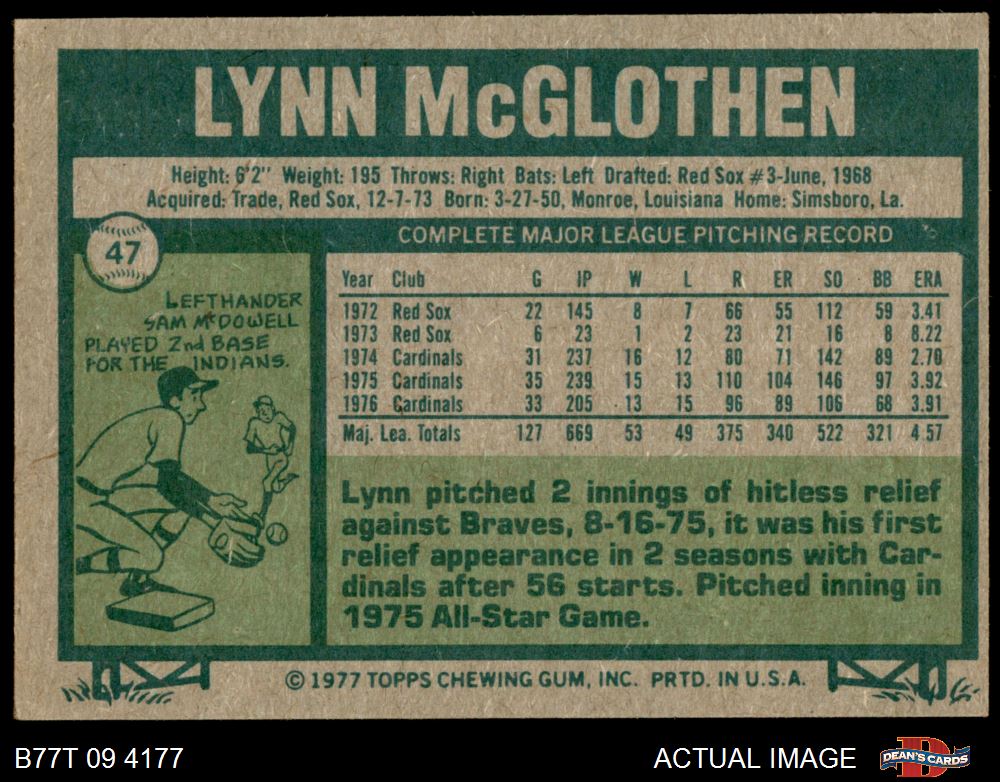 LYNN McGLOTHEN
Height: 6'2" Weight: 195 Throws: Right Bats: Left Drafted: Red Sox #3-June, 1968
Acquired: Trade, Red Sox, 12-7-73 Born: 3-27-50, Monroe, Louisiana Home: Simsboro, La.
47
LEFTHANDER
SAM McDOWELL
PLAYED 2nd BASE
FOR THE INDIANS.
COMPLETE MAJOR LEAGUE PITCHING RECORD
Year Club G IP W L R ER SO BB ERA
1972 Red Sox 22 145 8 7 66 55 112 59 3.41
1973 Red Sox 6 23 1 2 23 21 16 8 8.22
1974 Cardinals 31 237 16 12 80 71 142 89 2.70
1975 Cardinals 35 239 15 13 110 104 146 97 3.92
1976 Cardinals 33 205 13 15 96 89 106 68 3.91
Maj. Lea. Totals 127 669 53 49 375 340 522 321 4 57
Lynn pitched 2 innings of hitless relief
against Braves, 8-16-75, it was his first
relief appearance in 2 seasons with Car-
dinals after 56 starts. Pitched inning in
1975 All-Star Game.
© 1977 TOPPS CHEWING GUM, INC. PRTD. IN U.S.A.
B77T 09 4177
ACTUAL IMAGE
DEAN'S CARDS